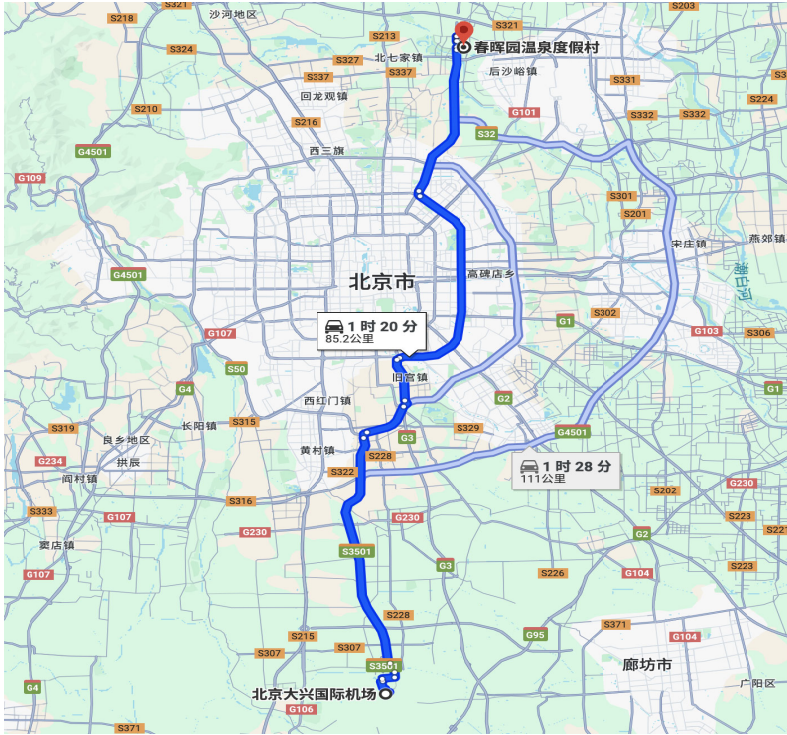 S321
S203
S218
沙河地区
S321
春晖园温泉度假村
S213
S324
北七家镇
S327
后沙峪镇
S337
S337
S331
回龙观镇
S224
S210
G101
S332
S332
S216
S32
G4501
西三旗
G109
S301
S201
宋庄镇
燕郊镇
G4501
高碑店乡
潮白河
北京市
S302
1 时 20 分
85.2公里
G1
G103
S306
G107
S50
旧宫镇
G4
G2
G1
西红门镇
S315
长阳镇
S319
S329
良乡地区
G3
G4501
黄村镇
S228
拱辰
G234
1 时 28 分
111公里
阎村镇
S322
G230
S202
S316
S333
G107
G230
G230
S223
S221
G2
窦店镇
S3501
G3
S223
G107
S226
G104
S228
S371
G95
G104
S215
S307
S307
S3501
廊坊市
广阳区
G4
北京大兴国际机场
G106
S371